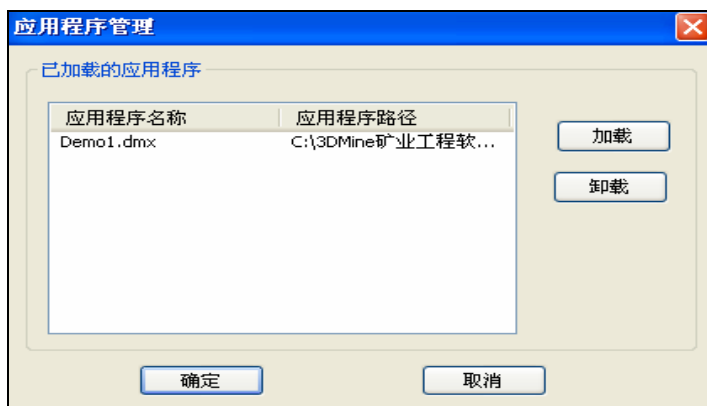 应用程序管理
已加载的应用程序
应用程序名称 应用程序路径
Demo1.dmx C:\3DMine矿业工程软...
加载
卸载
确定 取消